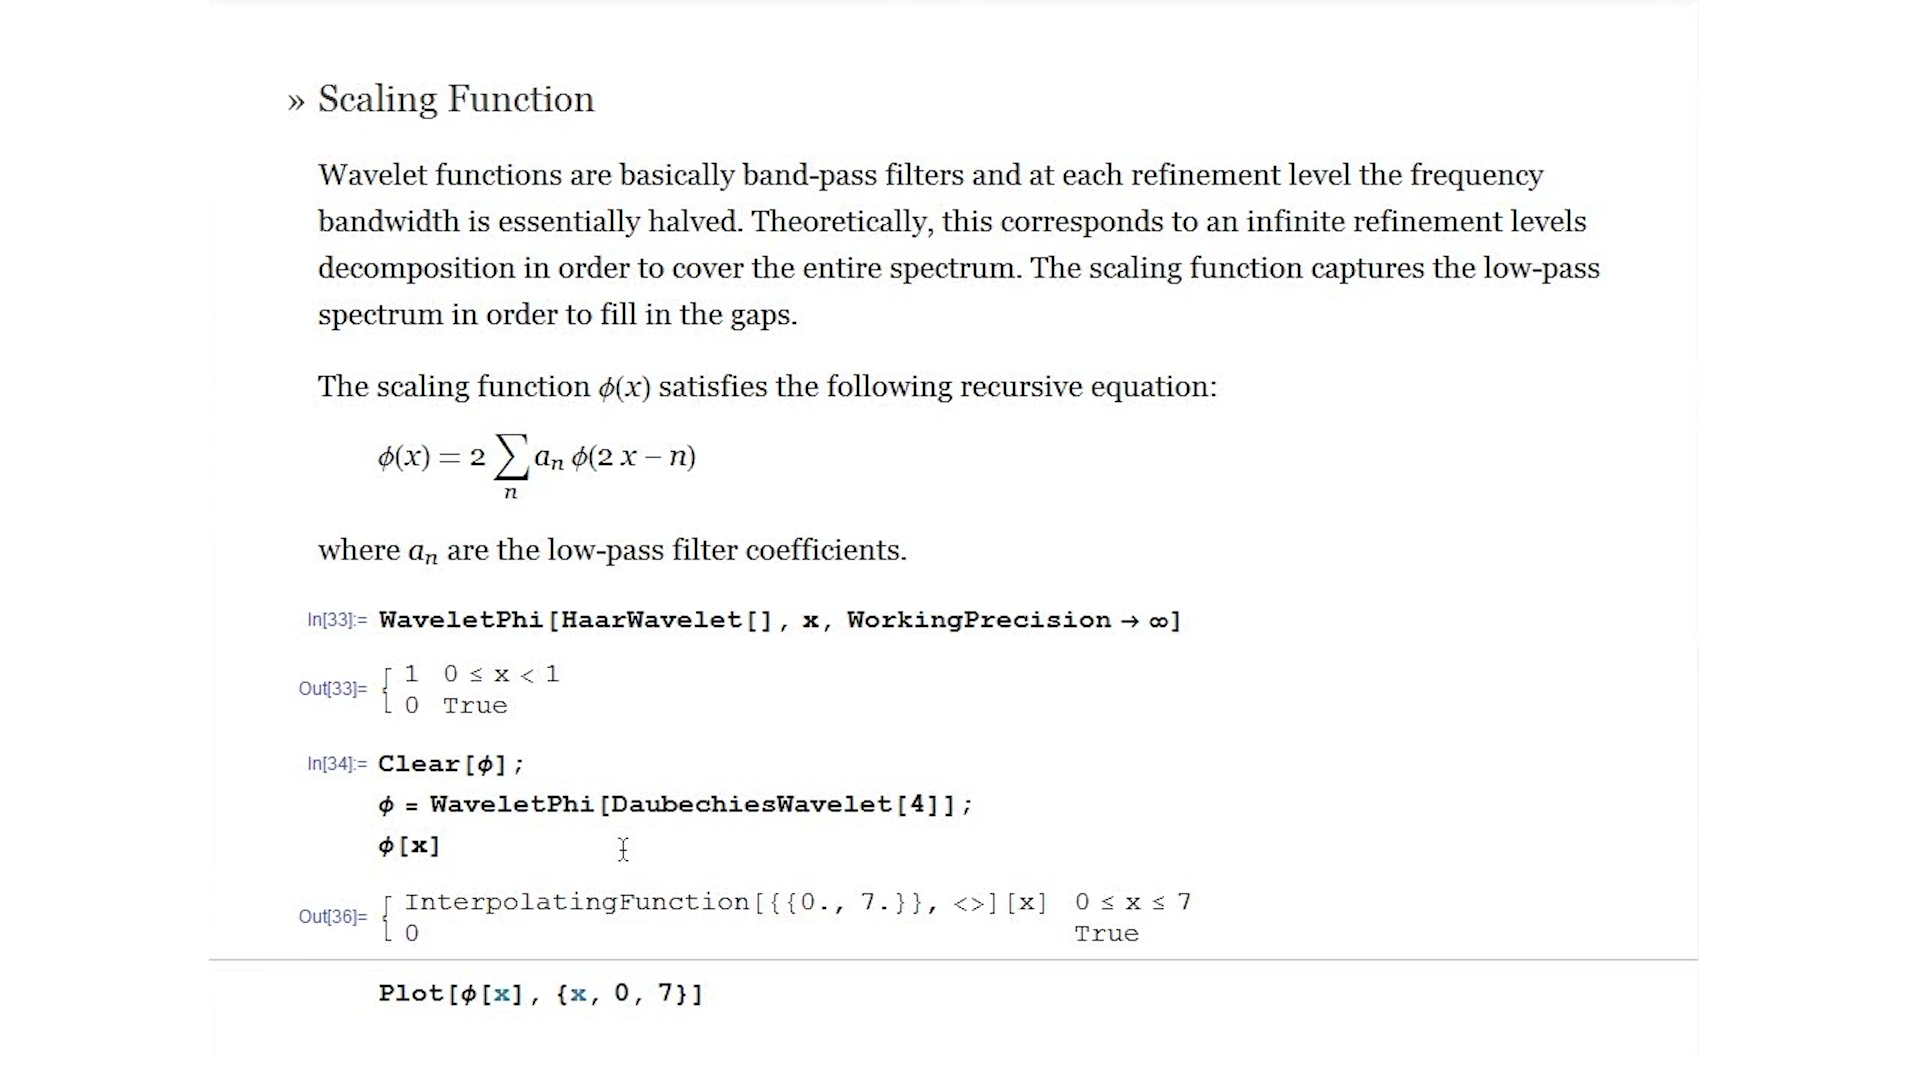 » Scaling Function
Wavelet functions are basically band-pass filters and at each refinement level the frequency
bandwidth is essentially halved. Theoretically, this corresponds to an infinite refinement levels
decomposition in order to cover the entire spectrum. The scaling function captures the low-pass
spectrum in order to fill in the gaps.
The scaling function ϕ(x) satisfies the following recursive equation:
ϕ(x) = 2 ∑ aₙ ϕ(2 x − n)
n
where aₙ are the low-pass filter coefficients.
In[33]:= WaveletPhi[HaarWavelet[], x, WorkingPrecision → ∞]
Out[33]= { 1 0 ≤ x < 1
0 True
In[34]:= Clear[ϕ];
ϕ = WaveletPhi[DaubechiesWavelet[4]];
ϕ[x]
Out[36]= { InterpolatingFunction[{{0., 7.}}, <>][x] 0 ≤ x ≤ 7
0 True
Plot[ϕ[x], {x, 0, 7}]